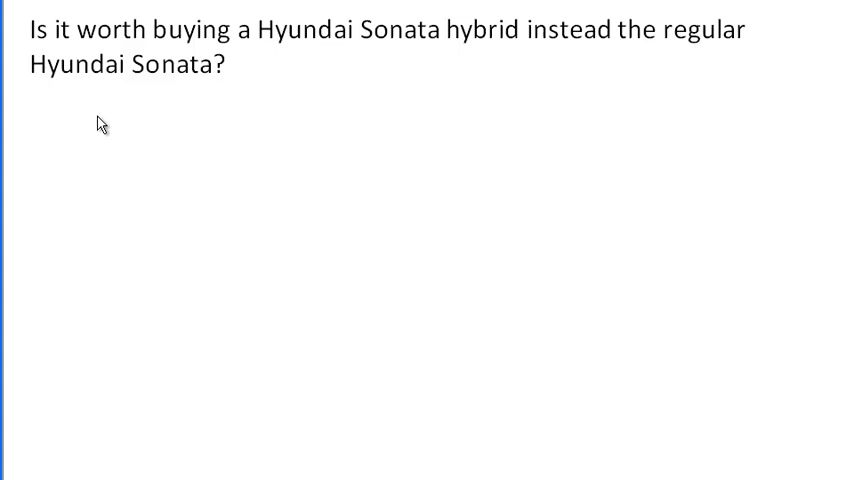 Is it worth buying a Hyundai Sonata hybrid instead the regular
Hyundai Sonata?